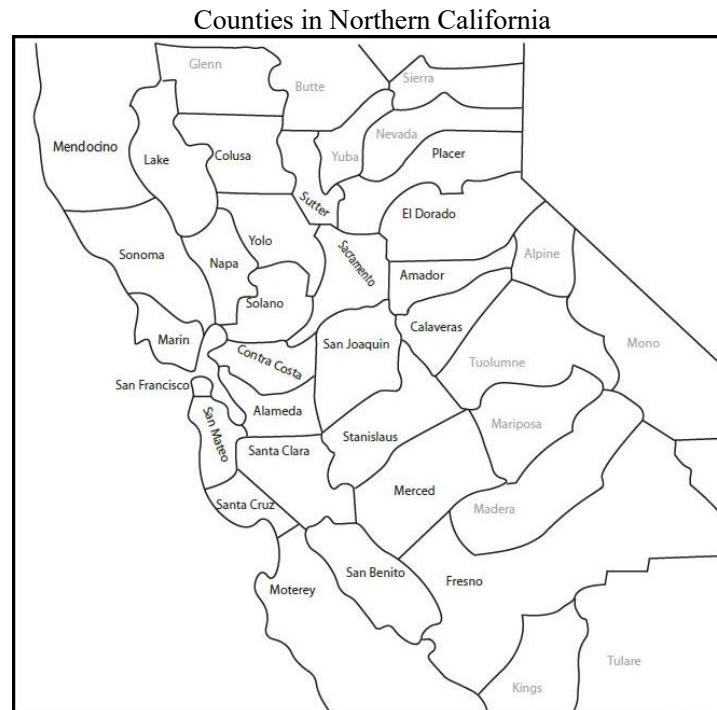 Counties in Northern California
Glenn
Butte
Sierra
Mendocino
Lake
Colusa
Yuba
Nevada
Placer
Sutter
El Dorado
Sonoma
Napa
Yolo
Sacramento
Amador
Alpine
Solano
Marin
Contra Costa
San Joaquin
Calaveras
Tuolumne
Mono
San Francisco
Alameda
San Mateo
Stanislaus
Mariposa
Santa Clara
Merced
Santa Cruz
Madera
Moterey
San Benito
Fresno
Kings
Tulare